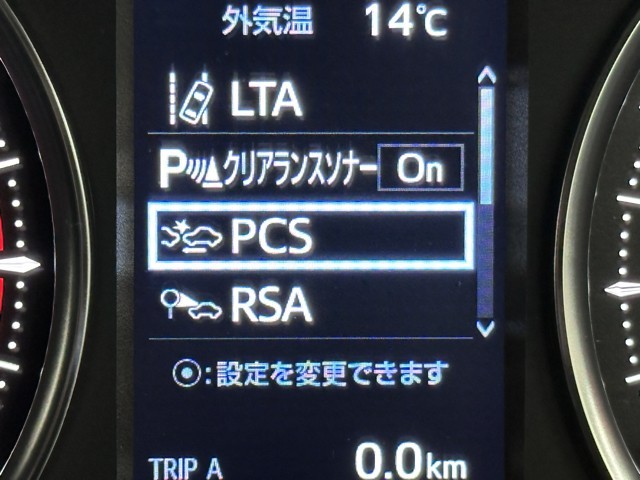 外気温 14℃
LTA
P クリアランスソナー On
PCS
RSA
⦿:設定を変更できます
TRIP A 0.0km